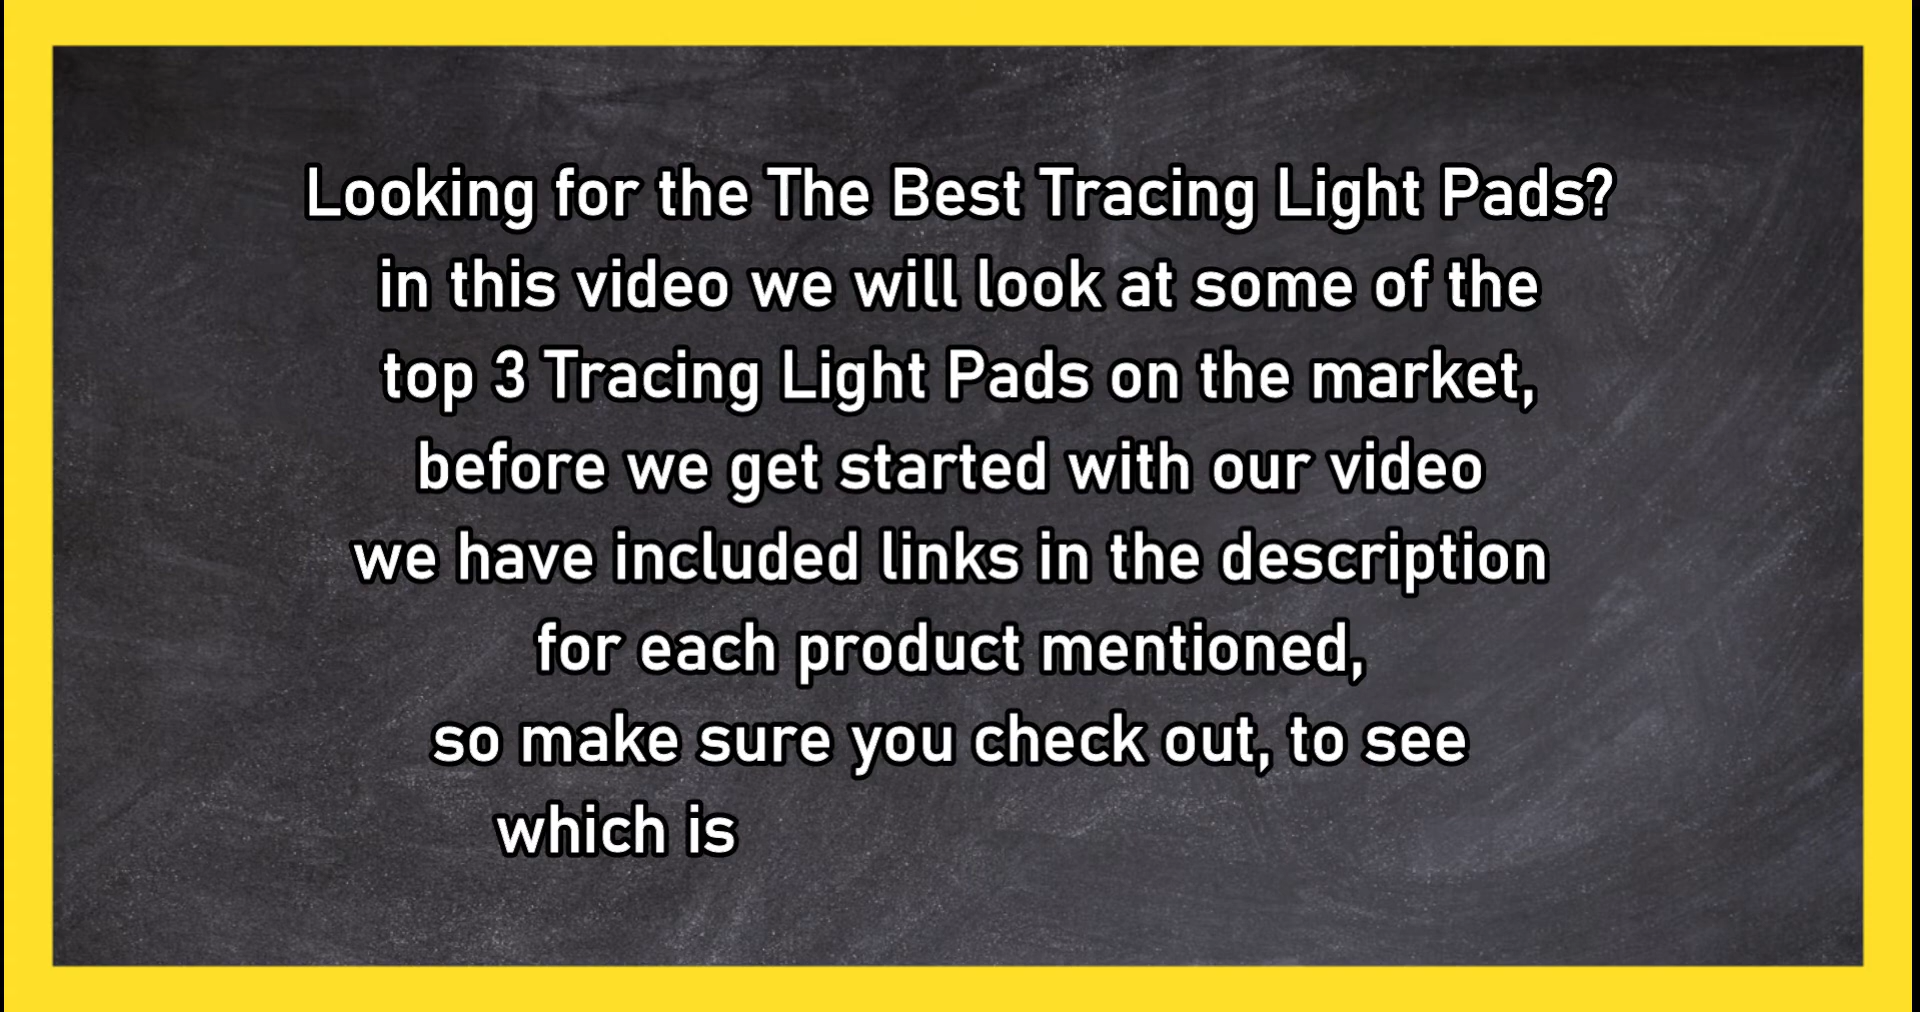 Looking for the The Best Tracing Light Pads?
in this video we will look at some of the
top 3 Tracing Light Pads on the market,
before we get started with our video
we have included links in the description
for each product mentioned,
so make sure you check out, to see
which is